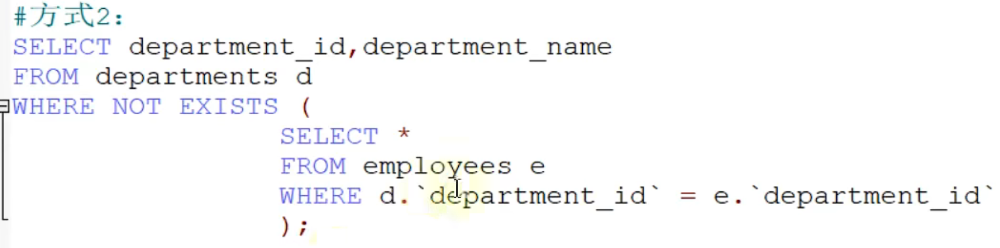 #方式2：
SELECT department_id,department_name
FROM departments d
WHERE NOT EXISTS (
SELECT *
FROM employees e
WHERE d.`department_id` = e.`department_id`
);